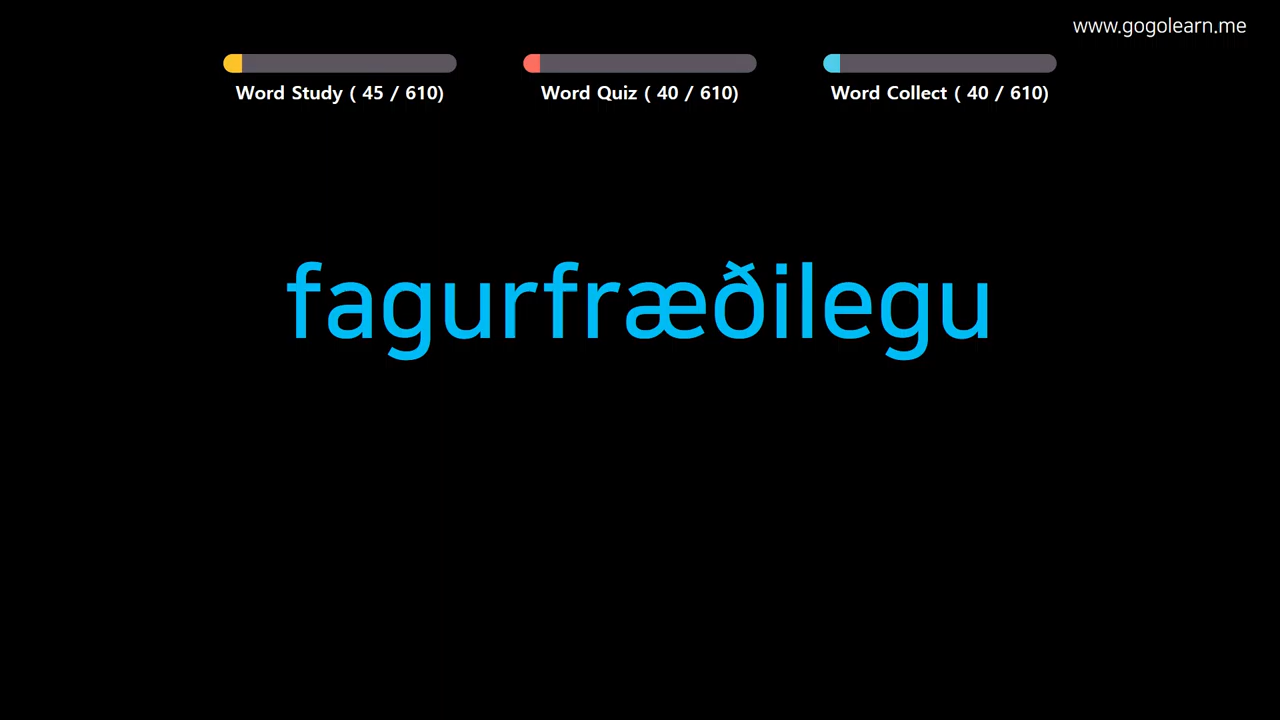 www.gogolearn.me
Word Study ( 45 / 610)
Word Quiz ( 40 / 610)
Word Collect ( 40 / 610)
fagurfræðilegu